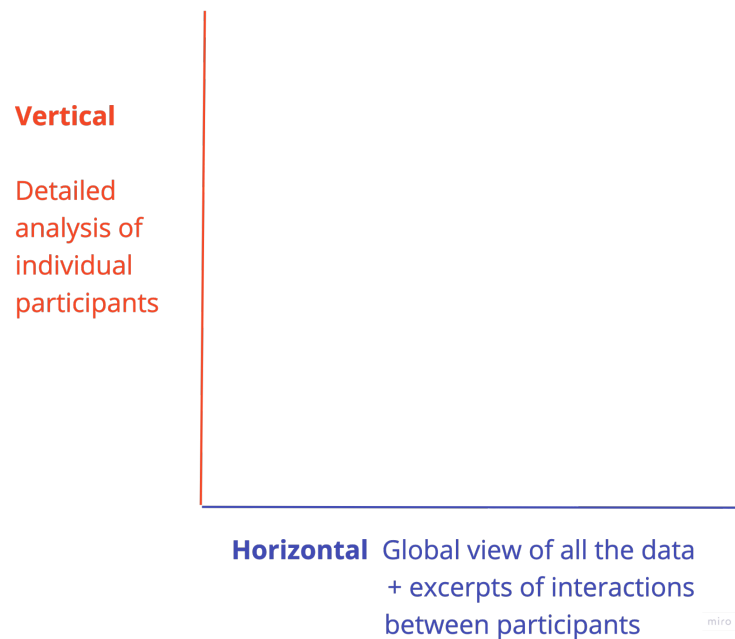 Vertical
Detailed
analysis of
individual
participants
Horizontal Global view of all the data
+ excerpts of interactions
between participants
miro